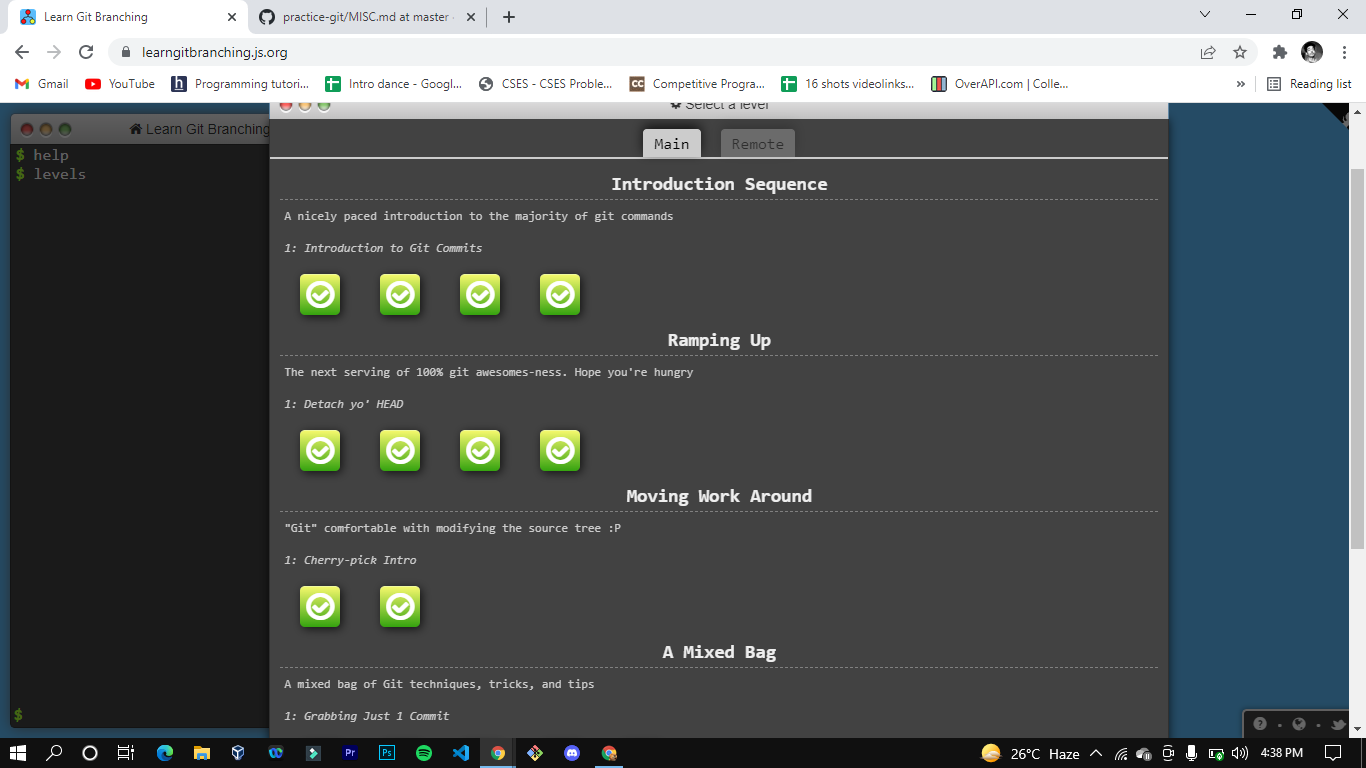 Learn Git Branching
practice-git/MISC.md at master
learngitbranching.js.org
Gmail
YouTube
Programming tutori...
Intro dance - Googl...
CSES - CSES Proble...
CC
Competitive Progra...
16 shots videolinks...
OverAPI.com | Colle...
»
Reading list
Learn Git Branching
Select a level
$ help
$ levels
$
Main
Remote
Introduction Sequence
A nicely paced introduction to the majority of git commands
1: Introduction to Git Commits
Ramping Up
The next serving of 100% git awesomes-ness. Hope you're hungry
1: Detach yo' HEAD
Moving Work Around
"Git" comfortable with modifying the source tree :P
1: Cherry-pick Intro
A Mixed Bag
A mixed bag of Git techniques, tricks, and tips
1: Grabbing Just 1 Commit
Pr
Ps
26°C Haze
4:38 PM